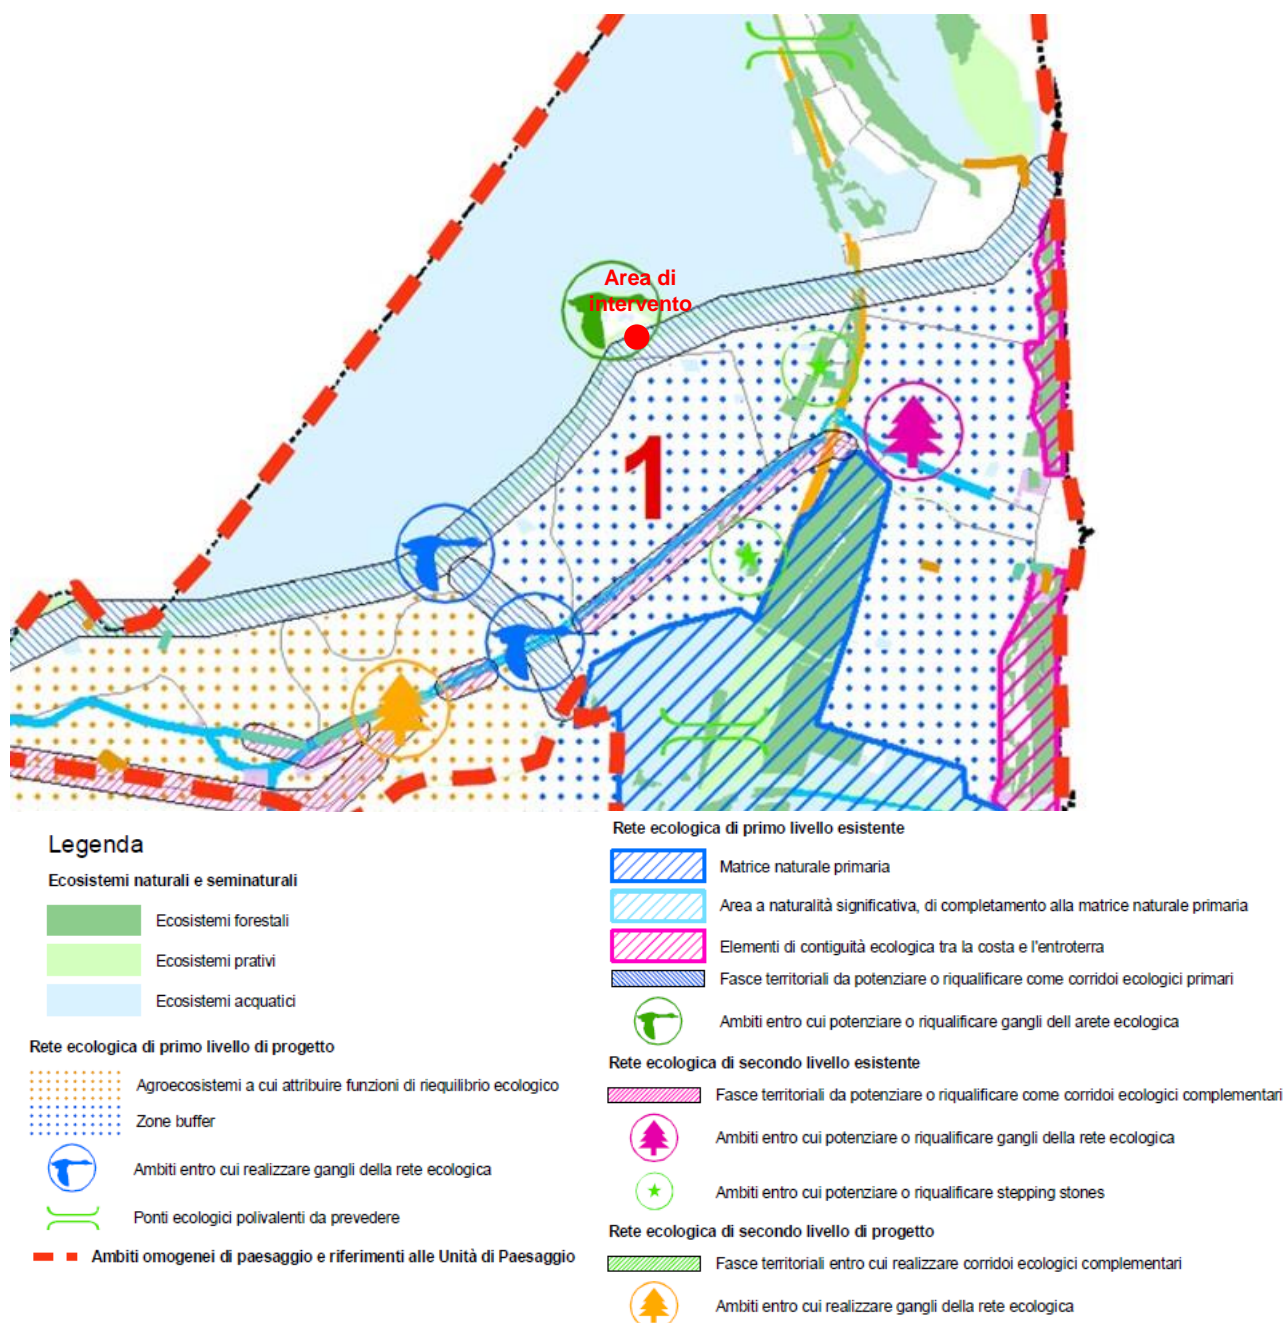 Area di
intervento
1
Legenda
Ecosistemi naturali e seminaturali
Ecosistemi forestali
Ecosistemi prativi
Ecosistemi acquatici
Rete ecologica di primo livello di progetto
Agroecosistemi a cui attribuire funzioni di riequilibrio ecologico
Zone buffer
Ambiti entro cui realizzare gangli della rete ecologica
Ponti ecologici polivalenti da prevedere
Ambiti omogenei di paesaggio e riferimenti alle Unità di Paesaggio
Rete ecologica di primo livello esistente
Matrice naturale primaria
Area a naturalità significativa, di completamento alla matrice naturale primaria
Elementi di contiguità ecologica tra la costa e l'entroterra
Fasce territoriali da potenziare o riqualificare come corridoi ecologici primari
Ambiti entro cui potenziare o riqualificare gangli dell arete ecologica
Rete ecologica di secondo livello esistente
Fasce territoriali da potenziare o riqualificare come corridoi ecologici complementari
Ambiti entro cui potenziare o riqualificare gangli della rete ecologica
Ambiti entro cui potenziare o riqualificare stepping stones
Rete ecologica di secondo livello di progetto
Fasce territoriali entro cui realizzare corridoi ecologici complementari
Ambiti entro cui realizzare gangli della rete ecologica